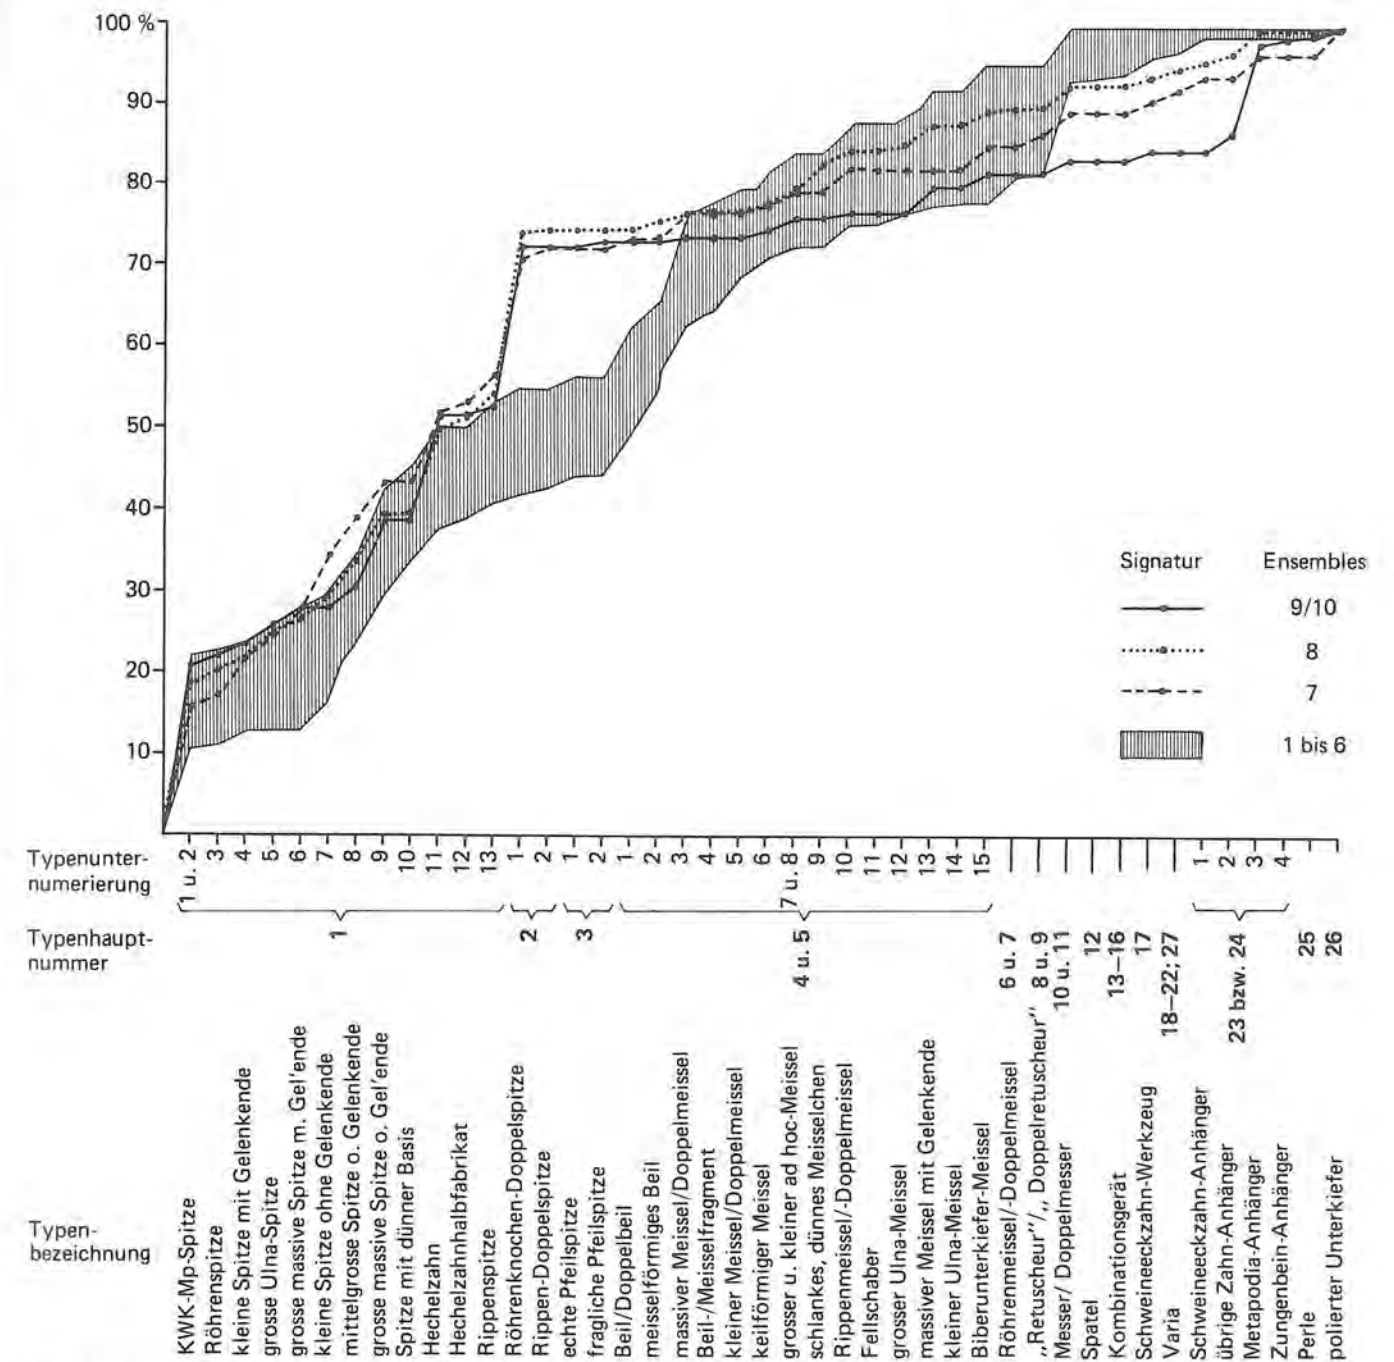 100 %
90
80
70
60
50
40
30
20
10
Signatur Ensembles
9/10
8
7
1 bis 6
Typenunter-
numerierung
1 u. 2
3
4
5
6
7
8
9
10
11
12
13
1
2
1
2
1
2
3
4
5
6
7 u. 8
9
10
11
12
13
14
15
1
2
3
4
Typenhaupt-
nummer
1
2
3
4 u. 5
6 u. 7
8 u. 9
10 u. 11
12
13–16
17
18–22; 27
23 bzw. 24
25
26
Typen-
bezeichnung
KWK-Mp-Spitze
Röhrenspitze
kleine Spitze mit Gelenkende
grosse Ulna-Spitze
grosse massive Spitze m. Gel'ende
kleine Spitze ohne Gelenkende
mittelgrosse Spitze o. Gelenkende
grosse massive Spitze o. Gel'ende
Spitze mit dünner Basis
Hechelzahn
Hechelzahnhalbfabrikat
Rippenspitze
Röhrenknochen-Doppelspitze
Rippen-Doppelspitze
echte Pfeilspitze
fragliche Pfeilspitze
Beil/Doppelbeil
meisselförmiges Beil
massiver Meissel/Doppelmeissel
Beil-/Meisselfragment
kleiner Meissel/Doppelmeissel
keilförmiger Meissel
grosser u. kleiner ad hoc-Meissel
schlankes, dünnes Meisselchen
Rippenmeissel/-Doppelmeissel
Fellschaber
grosser Ulna-Meissel
massiver Meissel mit Gelenkende
kleiner Ulna-Meissel
Biberunterkiefer-Meissel
Röhrenmeissel/-Doppelmeissel
„Retuscheur"/„Doppelretuscheur"
Messer/ Doppelmesser
Spatel
Kombinationsgerät
Schweineckzahn-Werkzeug
Varia
Schweineckzahn-Anhänger
übrige Zahn-Anhänger
Metapodia-Anhänger
Zungenbein-Anhänger
Perle
polierter Unterkiefer